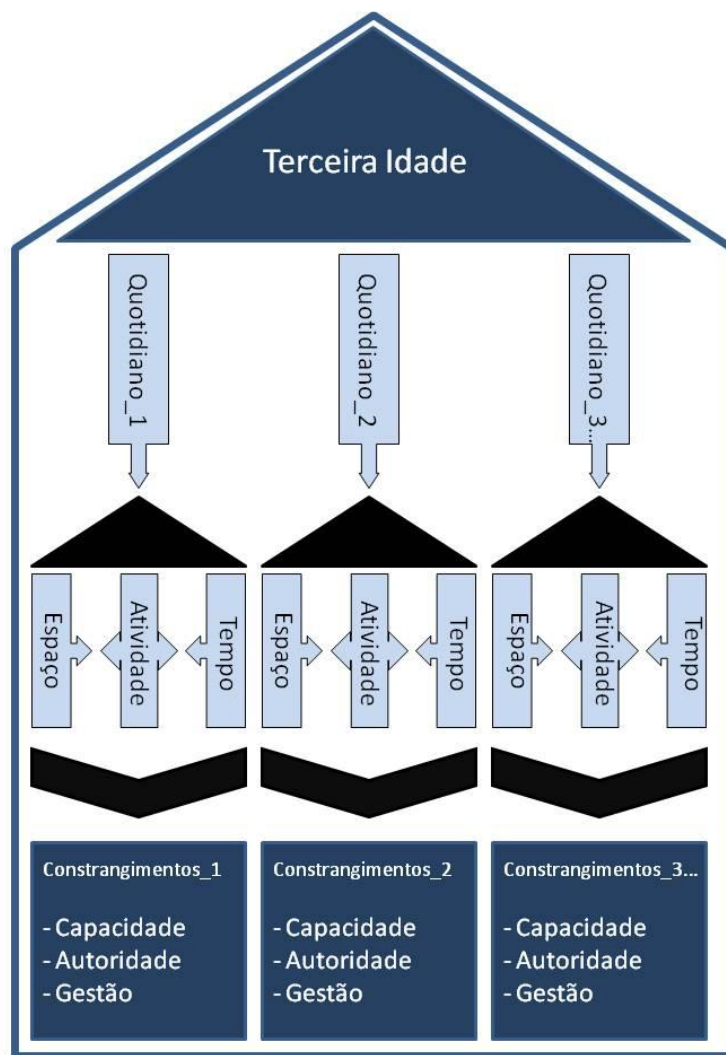 Terceira Idade
Quotidiano_1
Quotidiano_2
Quotidiano_3...
Espaço
Atividade
Tempo
Espaço
Atividade
Tempo
Espaço
Atividade
Tempo
Constrangimentos_1
- Capacidade
- Autoridade
- Gestão
Constrangimentos_2
- Capacidade
- Autoridade
- Gestão
Constrangimentos_3...
- Capacidade
- Autoridade
- Gestão